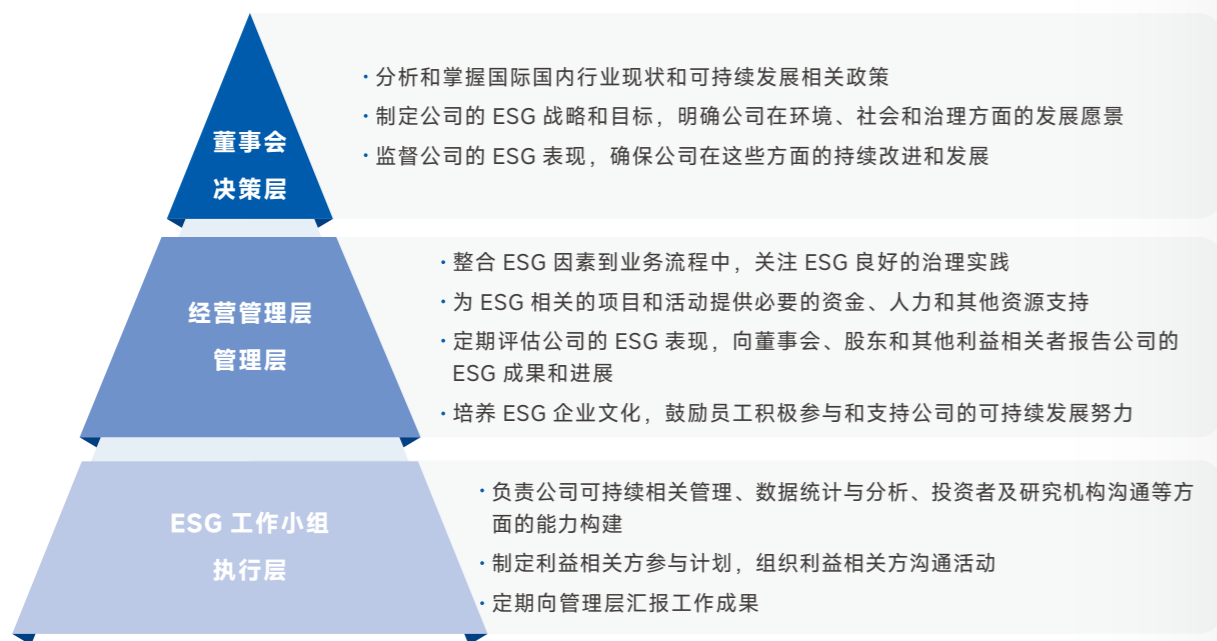 董事会
决策层
·分析和掌握国际国内行业现状和可持续发展相关政策
·制定公司的 ESG 战略和目标，明确公司在环境、社会和治理方面的发展愿景
·监督公司的 ESG 表现，确保公司在这些方面的持续改进和发展
经营管理层
管理层
·整合 ESG 因素到业务流程中，关注 ESG 良好的治理实践
·为 ESG 相关的项目和活动提供必要的资金、人力和其他资源支持
·定期评估公司的 ESG 表现，向董事会、股东和其他利益相关者报告公司的
ESG 成果和进展
·培养 ESG 企业文化，鼓励员工积极参与和支持公司的可持续发展努力
ESG 工作小组
执行层
·负责公司可持续相关管理、数据统计与分析、投资者及研究机构沟通等方
面的能力构建
·制定利益相关方参与计划，组织利益相关方沟通活动
·定期向管理层汇报工作成果